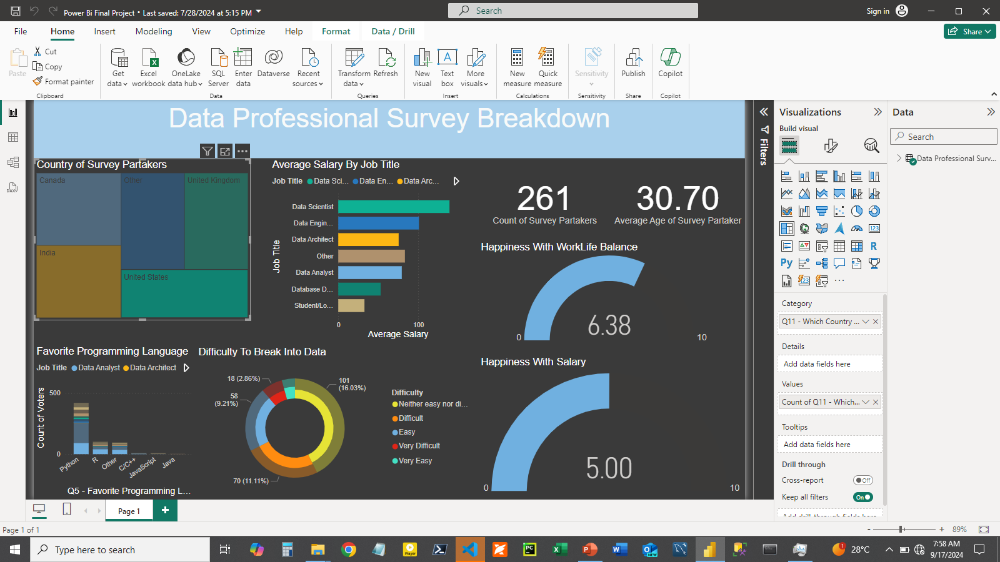 Power Bi Final Project • Last saved: 7/28/2024 at 5:15 PM
Search
Sign in
File
Home
Insert
Modeling
View
Optimize
Help
Format
Data / Drill
Share
Paste
Cut
Copy
Format painter
Clipboard
Get data
Excel workbook
OneLake data hub
SQL Server
Enter data
Dataverse
Recent sources
Data
Transform data
Refresh
Queries
New visual
Text box
More visuals
Insert
New measure
Quick measure
Calculations
Sensitivity
Sensitivity
Publish
Share
Copilot
Copilot
DAX
Data Professional Survey Breakdown
Country of Survey Partakers
Canada
Other
United Kingdom
India
United States
Average Salary By Job Title
Job Title
Data Sci...
Data En...
Data Arc...
Job Title
Data Scientist
Data Engin...
Data Architect
Other
Data Analyst
Database D...
Student/Lo...
0
100
Average Salary
261
Count of Survey Partakers
30.70
Average Age of Survey Partaker
Happiness With WorkLife Balance
6.38
0
10
Favorite Programming Language
Job Title
Data Analyst
Data Architect
Count of Voters
500
0
Python
R
Other
C/C++
JavaScript
Java
Q5 - Favorite Programming L...
Difficulty To Break Into Data
18 (2.86%)
101
(16.03%)
58
(9.21%)
70 (11.11%)
Difficulty
Neither easy nor di...
Difficult
Easy
Very Difficult
Very Easy
Happiness With Salary
5.00
0
10
Filters
Visualizations
Build visual
123
R
Py
123
Category
Q11 - Which Country ...
Details
Add data fields here
Values
Count of Q11 - Which...
Tooltips
Add data fields here
Drill through
Cross-report
Off
Keep all filters
On
Add drill-through fields here
Data
Search
Data Professional Surv...
Page 1
+
Page 1 of 1
-
+
89%
Type here to search
Player
PC
NEW
1
28°C
7:58 AM
9/17/2024